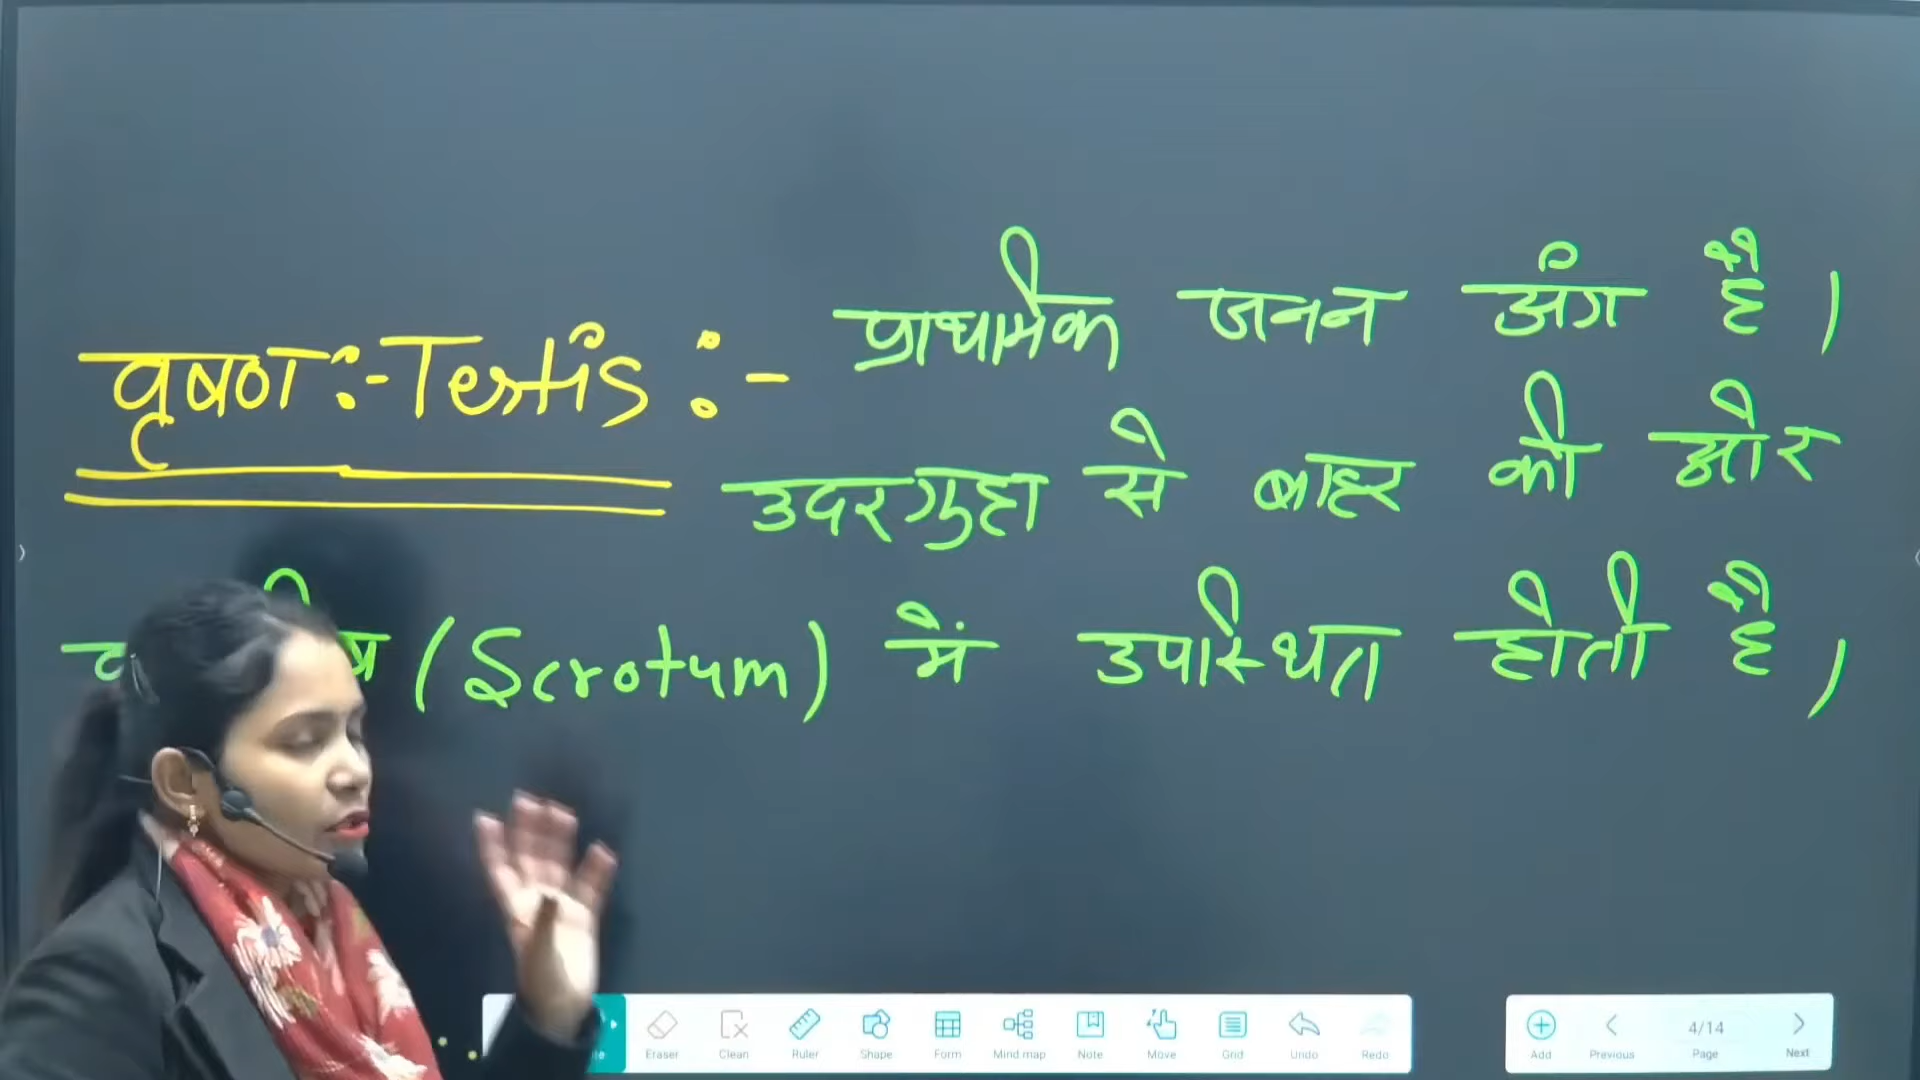 वृषण :- Testis :- प्राथमिक जनन अंग है।
उदरगुहा से बाहर की ओर
(Scrotum) में उपस्थित होती है,
Eraser Clean Ruler Shape Form Mind map Note Move Grid Undo Redo
Add Previous 4/14 Page Next